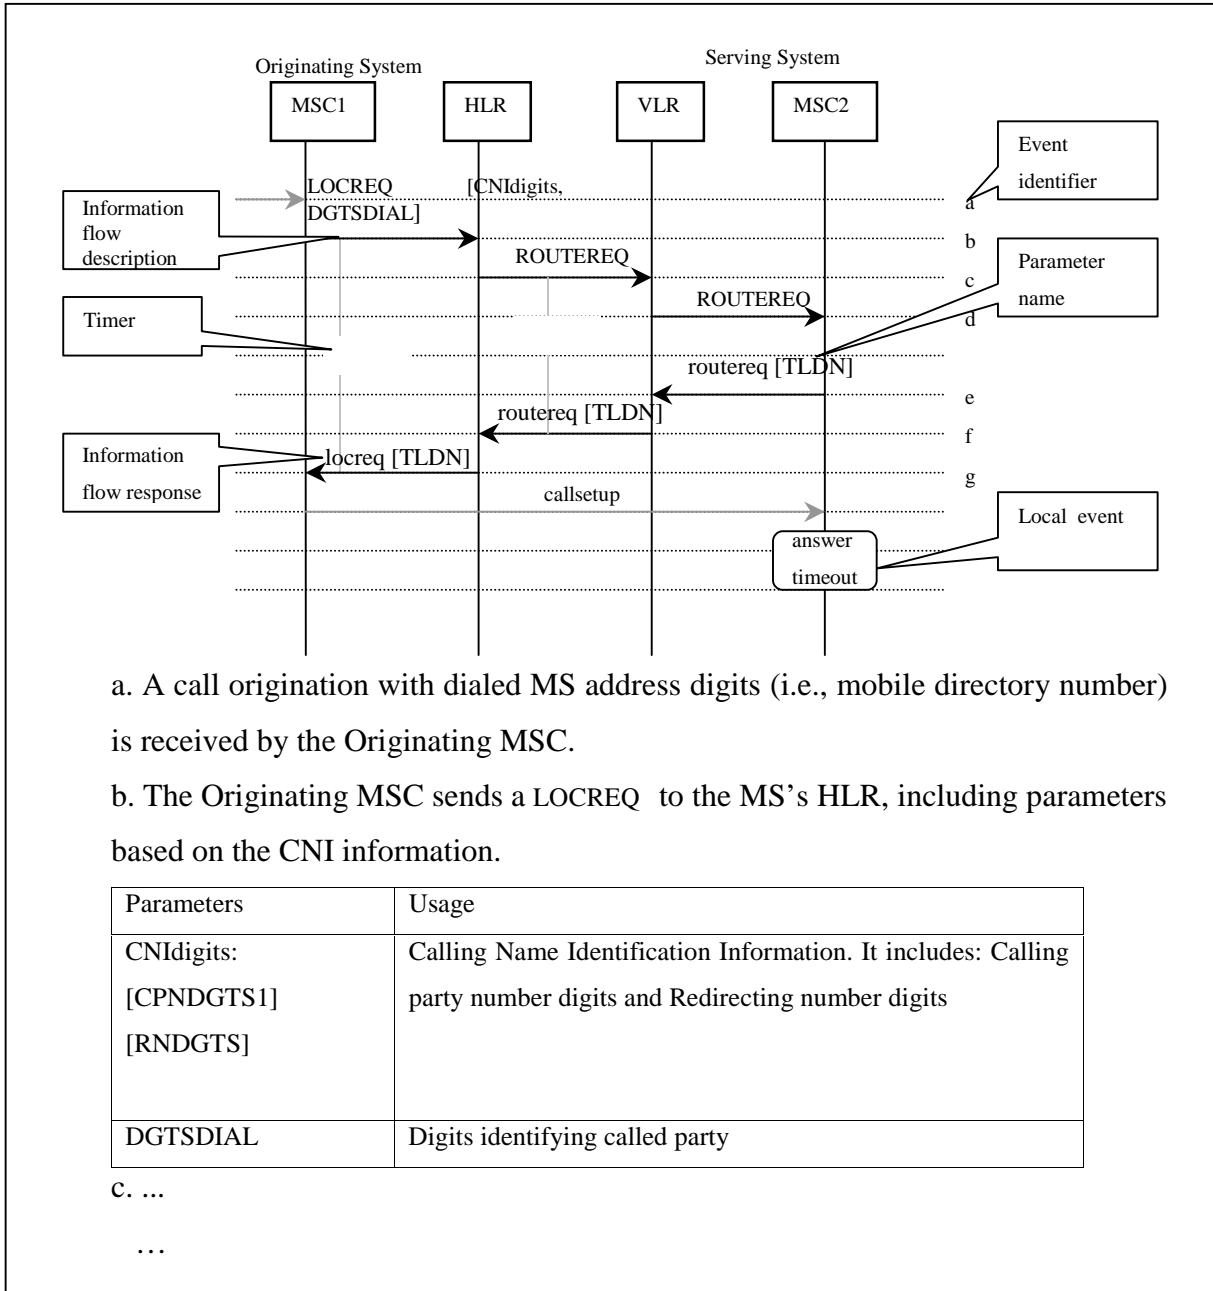 Originating System
Serving System
MSC1
HLR
VLR
MSC2
Event
identifier
LOCREQ [CNIdigits,
DGTSDIAL]
a
Information
flow
description
b
ROUTEREQ
Parameter
name
c
ROUTEREQ
d
Timer
routereq [TLDN]
e
routereq [TLDN]
f
Information
flow response
locreq [TLDN]
g
callsetup
Local event
answer
timeout
a. A call origination with dialed MS address digits (i.e., mobile directory number)
is received by the Originating MSC.
b. The Originating MSC sends a LOCREQ to the MS’s HLR, including parameters
based on the CNI information.
Parameters Usage
CNIdigits: Calling Name Identification Information. It includes: Calling
[CPNDGTS1] party number digits and Redirecting number digits
[RNDGTS]
DGTSDIAL Digits identifying called party
c. ...
…